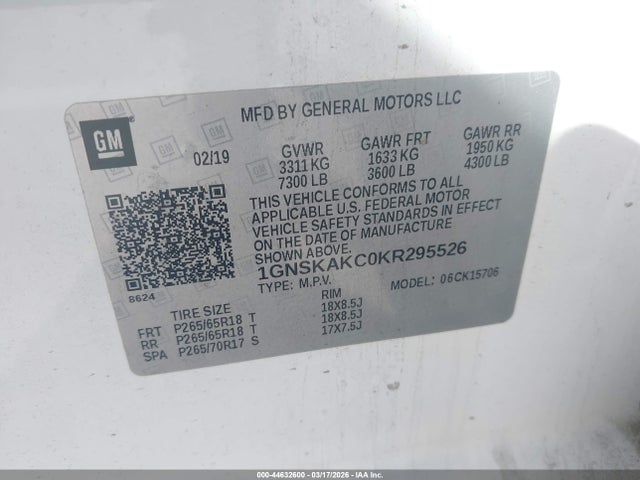 MFD BY GENERAL MOTORS LLC
GM
02/19
GVWR GAWR FRT GAWR RR
3311 KG 1633 KG 1950 KG
7300 LB 3600 LB 4300 LB
THIS VEHICLE CONFORMS TO ALL
APPLICABLE U.S. FEDERAL MOTOR
VEHICLE SAFETY STANDARDS IN EFFECT
ON THE DATE OF MANUFACTURE
SHOWN ABOVE.
1GNSKAKC0KR295526
TYPE: M.P.V. MODEL: 06CK15706
8624
TIRE SIZE RIM
FRT P265/65R18 T 18X8.5J
RR P265/65R18 T 18X8.5J
SPA P265/70R17 S 17X7.5J
000-44632600 | 03/17/2026 | © COPYRIGHT IAA, LLC